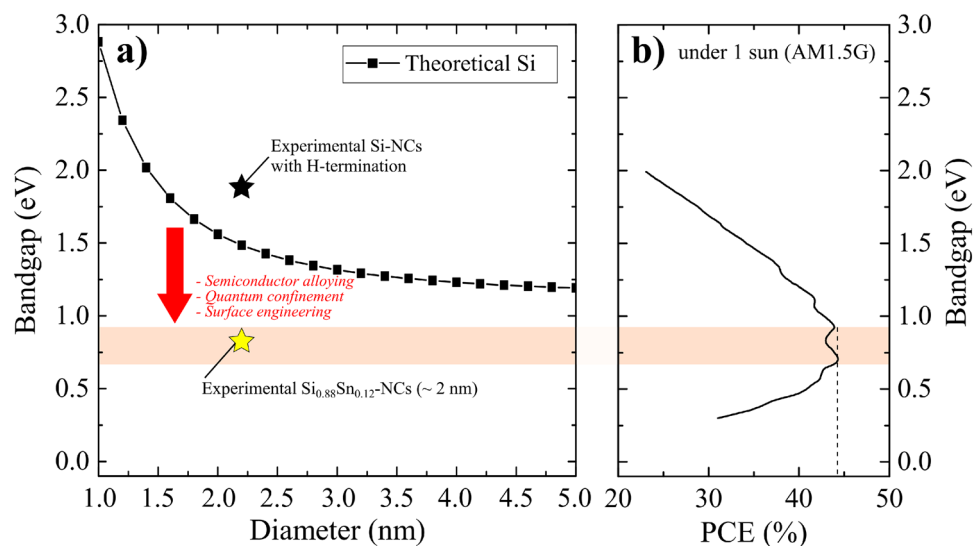 a)
Theoretical Si
Experimental Si-NCs
with H-termination
- Semiconductor alloying
- Quantum confinement
- Surface engineering
Experimental Si0.88Sn0.12-NCs (~ 2 nm)
Bandgap (eV)
3.0
2.5
2.0
1.5
1.0
0.5
0.0
1.0 1.5 2.0 2.5 3.0 3.5 4.0 4.5 5.0
Diameter (nm)
b) under 1 sun (AM1.5G)
3.0
2.5
2.0
1.5
1.0
0.5
0.0
Bandgap (eV)
20 30 40 50
PCE (%)